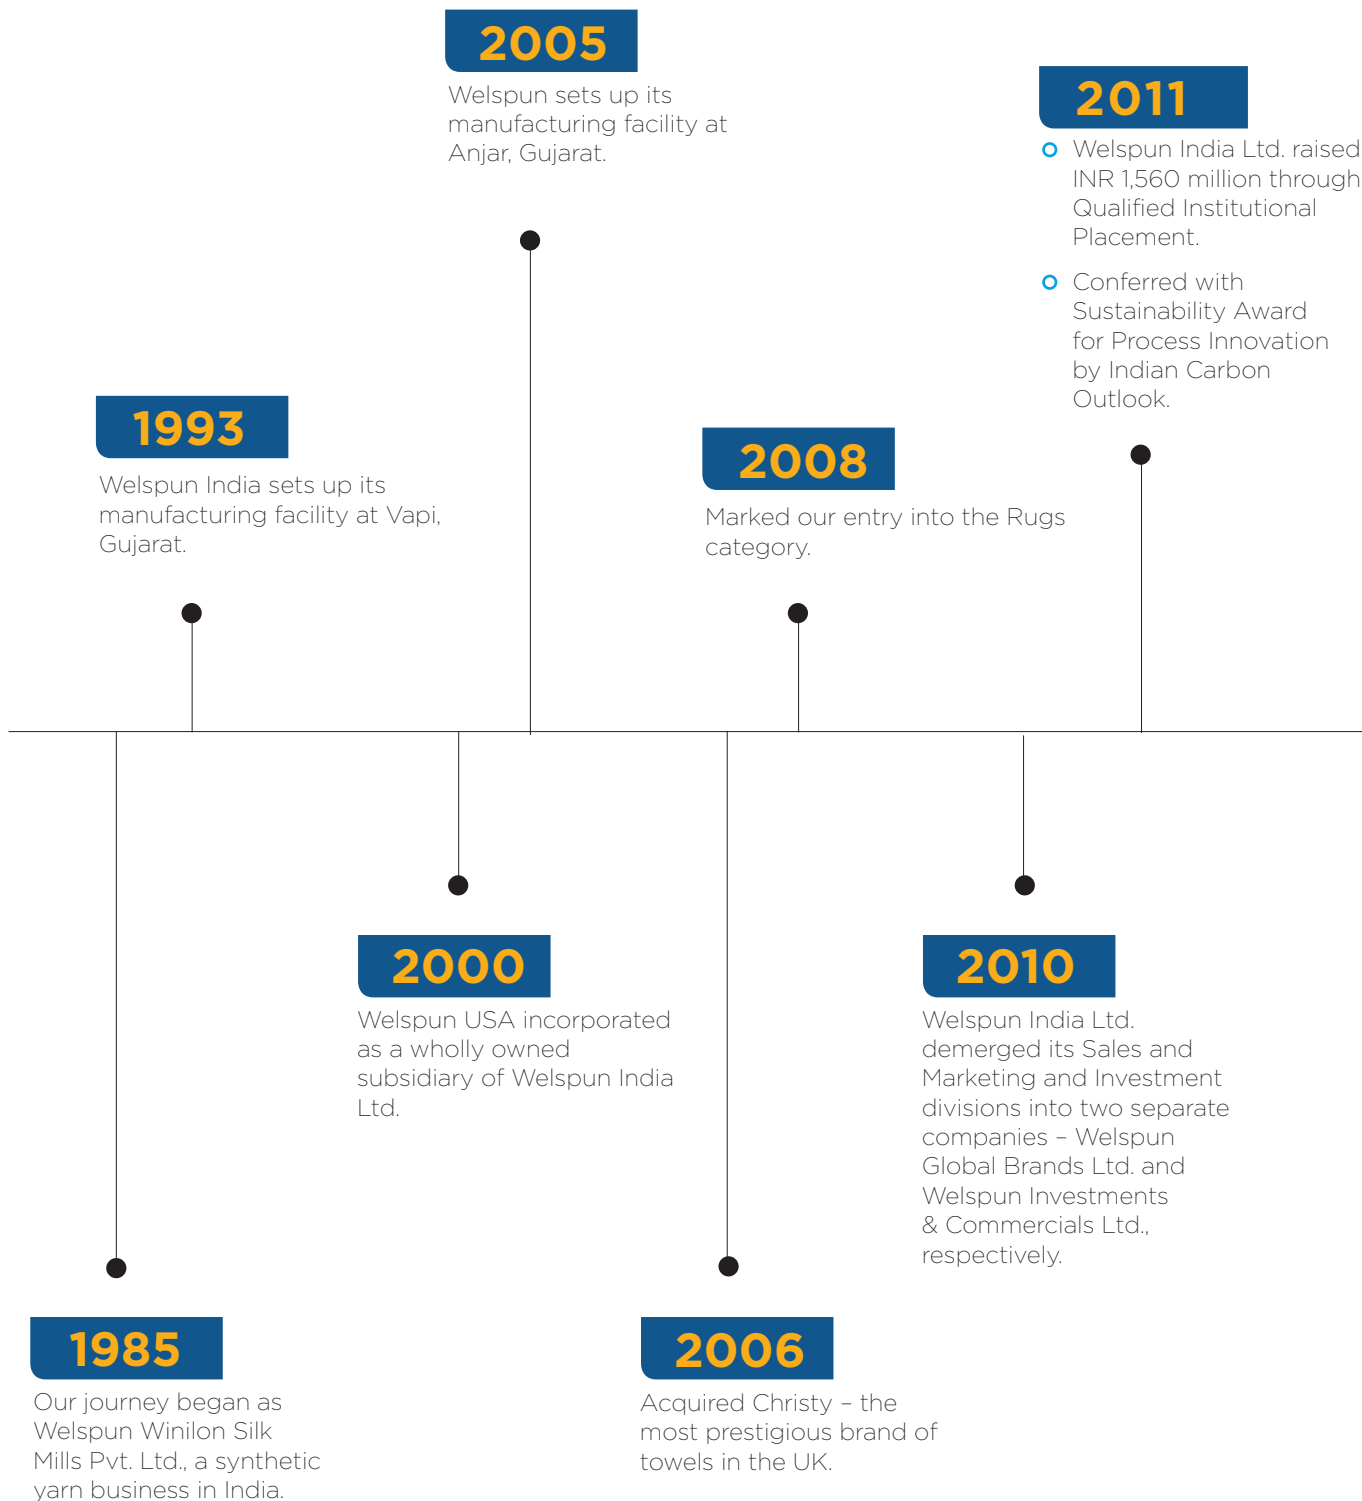 2005
Welspun sets up its
manufacturing facility at
Anjar, Gujarat.
2011
Welspun India Ltd. raised
INR 1,560 million through
Qualified Institutional
Placement.
Conferred with
Sustainability Award
for Process Innovation
by Indian Carbon
Outlook.
1993
Welspun India sets up its
manufacturing facility at Vapi,
Gujarat.
2008
Marked our entry into the Rugs
category.
2000
Welspun USA incorporated
as a wholly owned
subsidiary of Welspun India
Ltd.
2010
Welspun India Ltd.
demerged its Sales and
Marketing and Investment
divisions into two separate
companies – Welspun
Global Brands Ltd. and
Welspun Investments
& Commercials Ltd.,
respectively.
1985
Our journey began as
Welspun Winilon Silk
Mills Pvt. Ltd., a synthetic
yarn business in India.
2006
Acquired Christy – the
most prestigious brand of
towels in the UK.